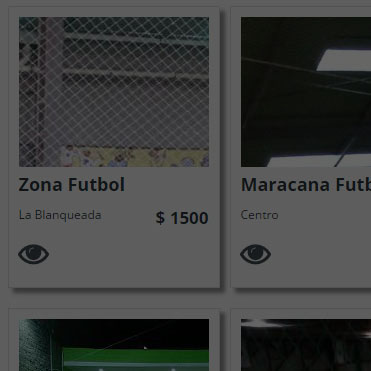 Zona Futbol
La Blanqueada
$ 1500
Maracana Futb
Centro